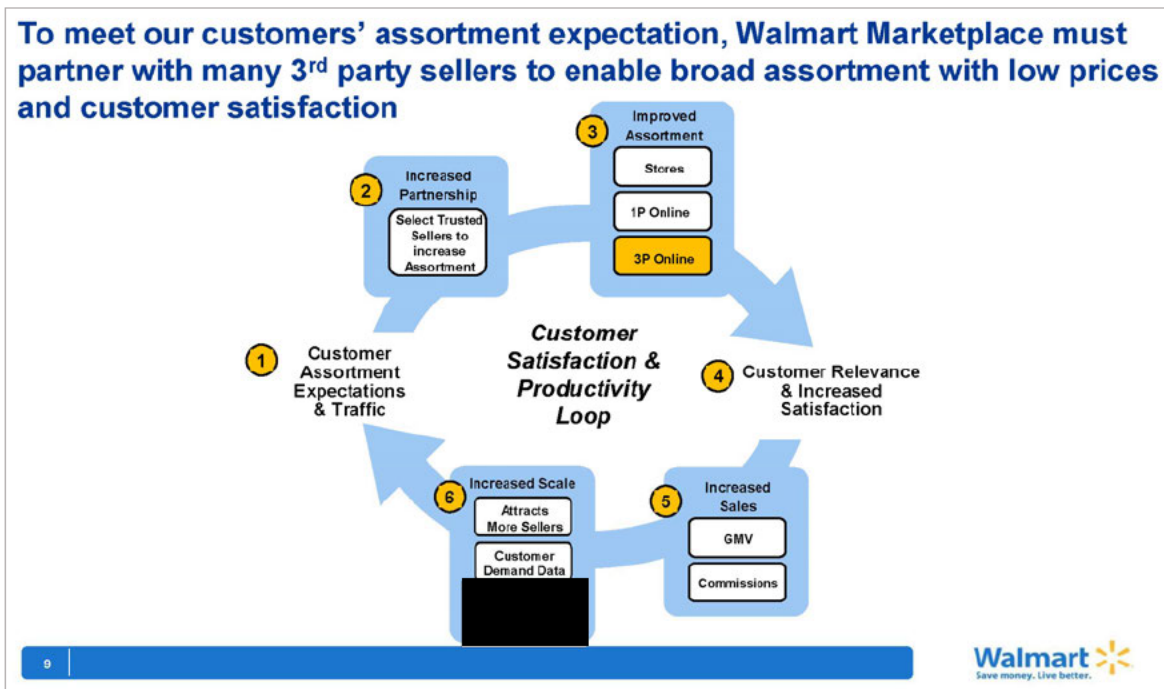 To meet our customers’ assortment expectation, Walmart Marketplace must
partner with many 3rd party sellers to enable broad assortment with low prices
and customer satisfaction
1
Customer
Assortment
Expectations
& Traffic
2
Increased
Partnership
Select Trusted
Sellers to
increase
Assortment
3
Improved
Assortment
Stores
1P Online
3P Online
Customer
Satisfaction &
Productivity
Loop
4
Customer Relevance
& Increased
Satisfaction
5
Increased
Sales
GMV
Commissions
6
Increased Scale
Attracts
More Sellers
Customer
Demand Data
9
Walmart
Save money. Live better.